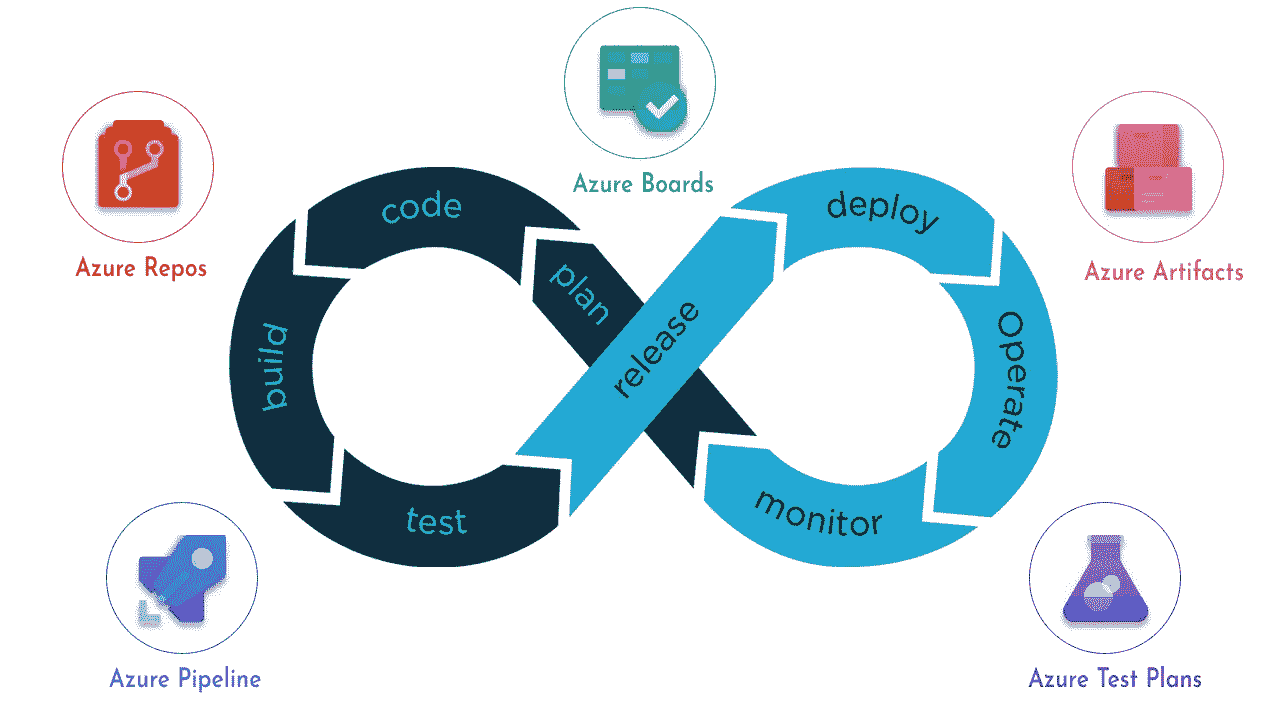 Azure Boards
Azure Repos
Azure Artifacts
code
deploy
plan
release
build
Operate
test
monitor
Azure Pipeline
Azure Test Plans